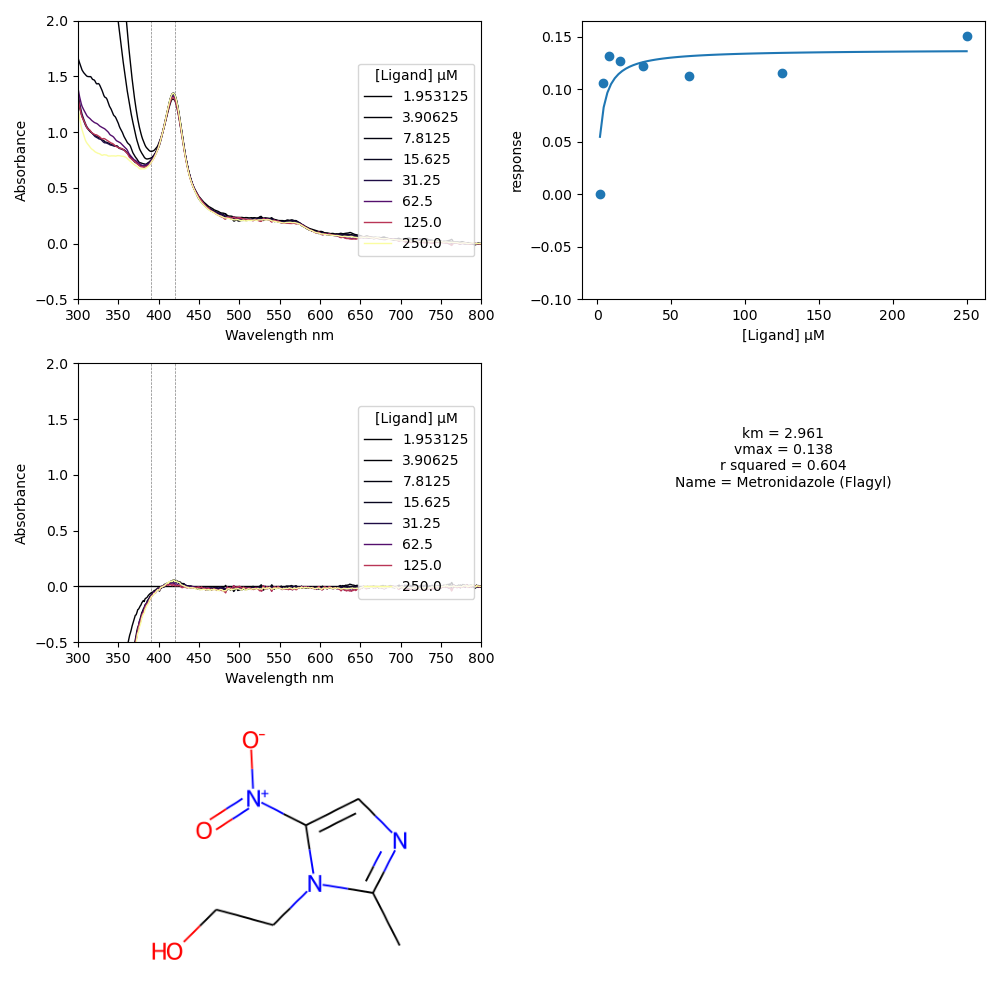 2.0
1.5
1.0
0.5
0.0
−0.5
Absorbance
300 350 400 450 500 550 600 650 700 750 800
Wavelength nm
[Ligand] μM
1.953125
3.90625
7.8125
15.625
31.25
62.5
125.0
250.0
0.15
0.10
0.05
0.00
−0.05
−0.10
response
0 50 100 150 200 250
[Ligand] μM
2.0
1.5
1.0
0.5
0.0
−0.5
Absorbance
300 350 400 450 500 550 600 650 700 750 800
Wavelength nm
[Ligand] μM
1.953125
3.90625
7.8125
15.625
31.25
62.5
125.0
250.0
km = 2.961
vmax = 0.138
r squared = 0.604
Name = Metronidazole (Flagyl)
O−
N+
O
N
N
HO